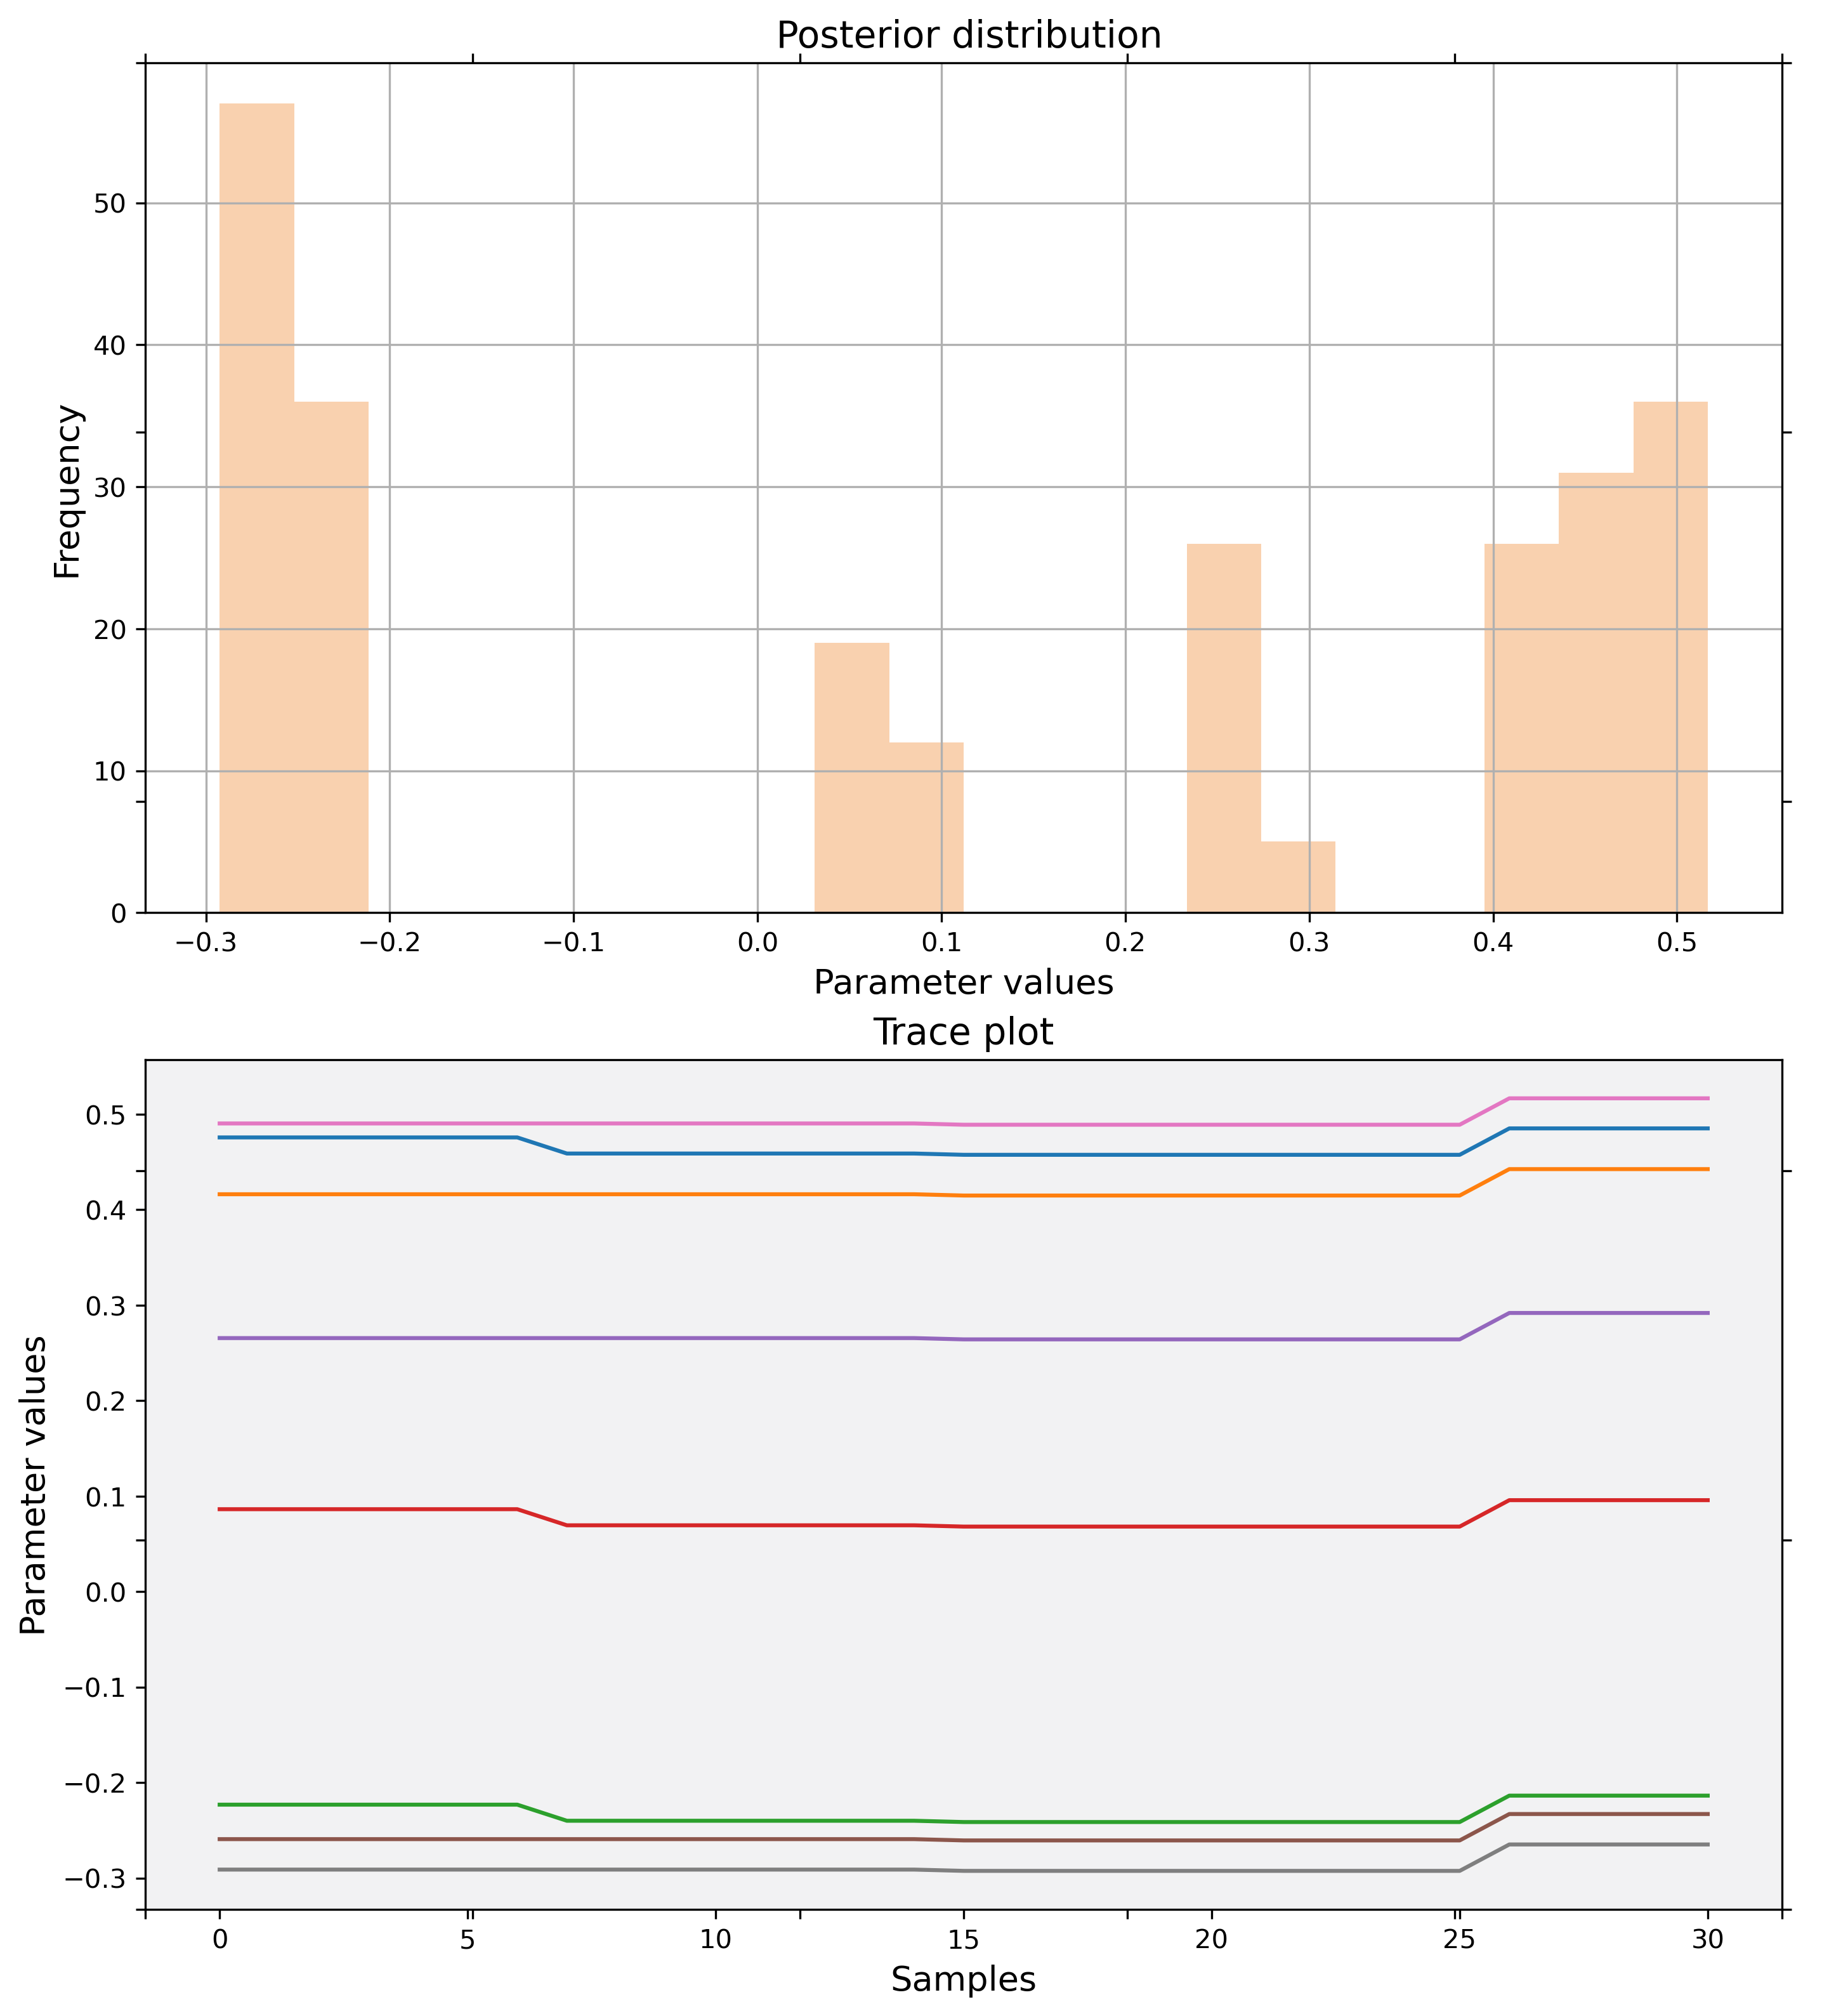 Posterior distribution
50
40
30
20
10
0
Frequency
−0.3 −0.2 −0.1 0.0 0.1 0.2 0.3 0.4 0.5
Parameter values
Trace plot
0.5
0.4
0.3
0.2
0.1
0.0
−0.1
−0.2
−0.3
Parameter values
0 5 10 15 20 25 30
Samples